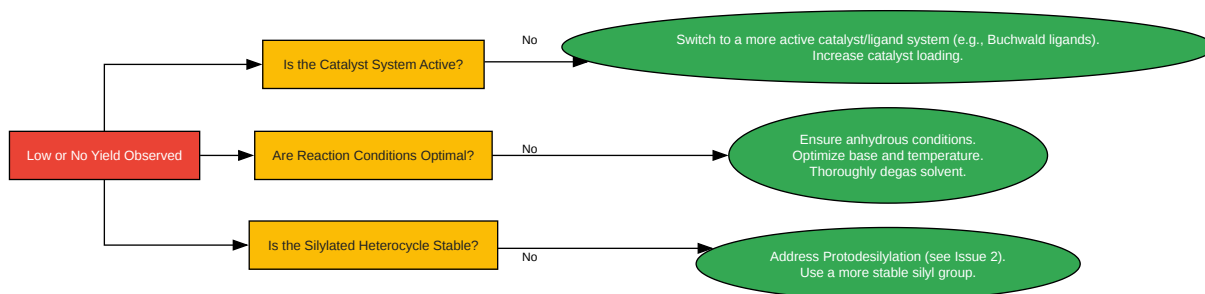 Low or No Yield Observed
Is the Catalyst System Active?
No
Switch to a more active catalyst/ligand system (e.g., Buchwald ligands).
Increase catalyst loading.
Are Reaction Conditions Optimal?
No
Ensure anhydrous conditions.
Optimize base and temperature.
Thoroughly degas solvent.
Is the Silylated Heterocycle Stable?
No
Address Protodesilylation (see Issue 2).
Use a more stable silyl group.